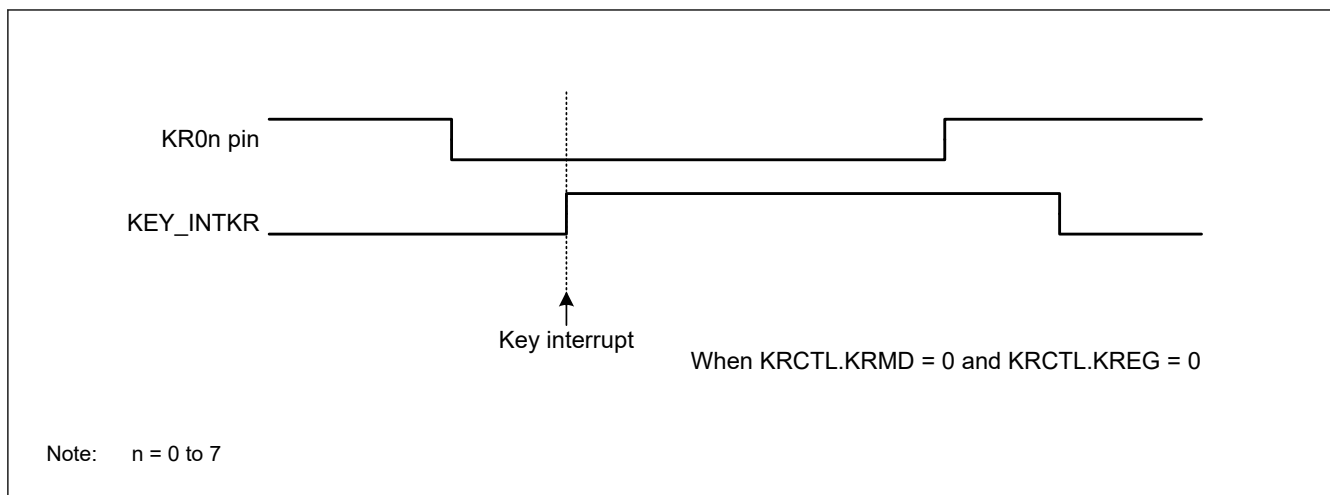 KR0n pin
KEY_INTKR
Key interrupt
When KRCTL.KRMD = 0 and KRCTL.KREG = 0
Note: n = 0 to 7